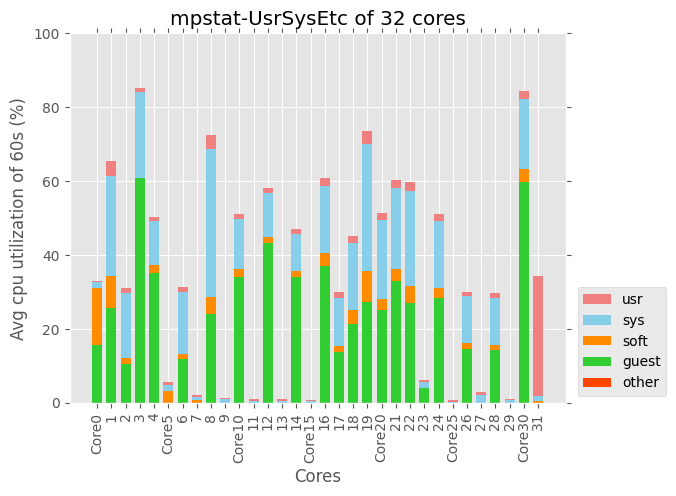 mpstat-UsrSysEtc of 32 cores
Avg cpu utilization of 60s (%)
100
80
60
40
20
0
Core0
1
2
3
4
Core5
6
7
8
9
Core10
11
12
13
14
Core15
16
17
18
19
Core20
21
22
23
24
Core25
26
27
28
29
Core30
31
Cores
usr
sys
soft
guest
other